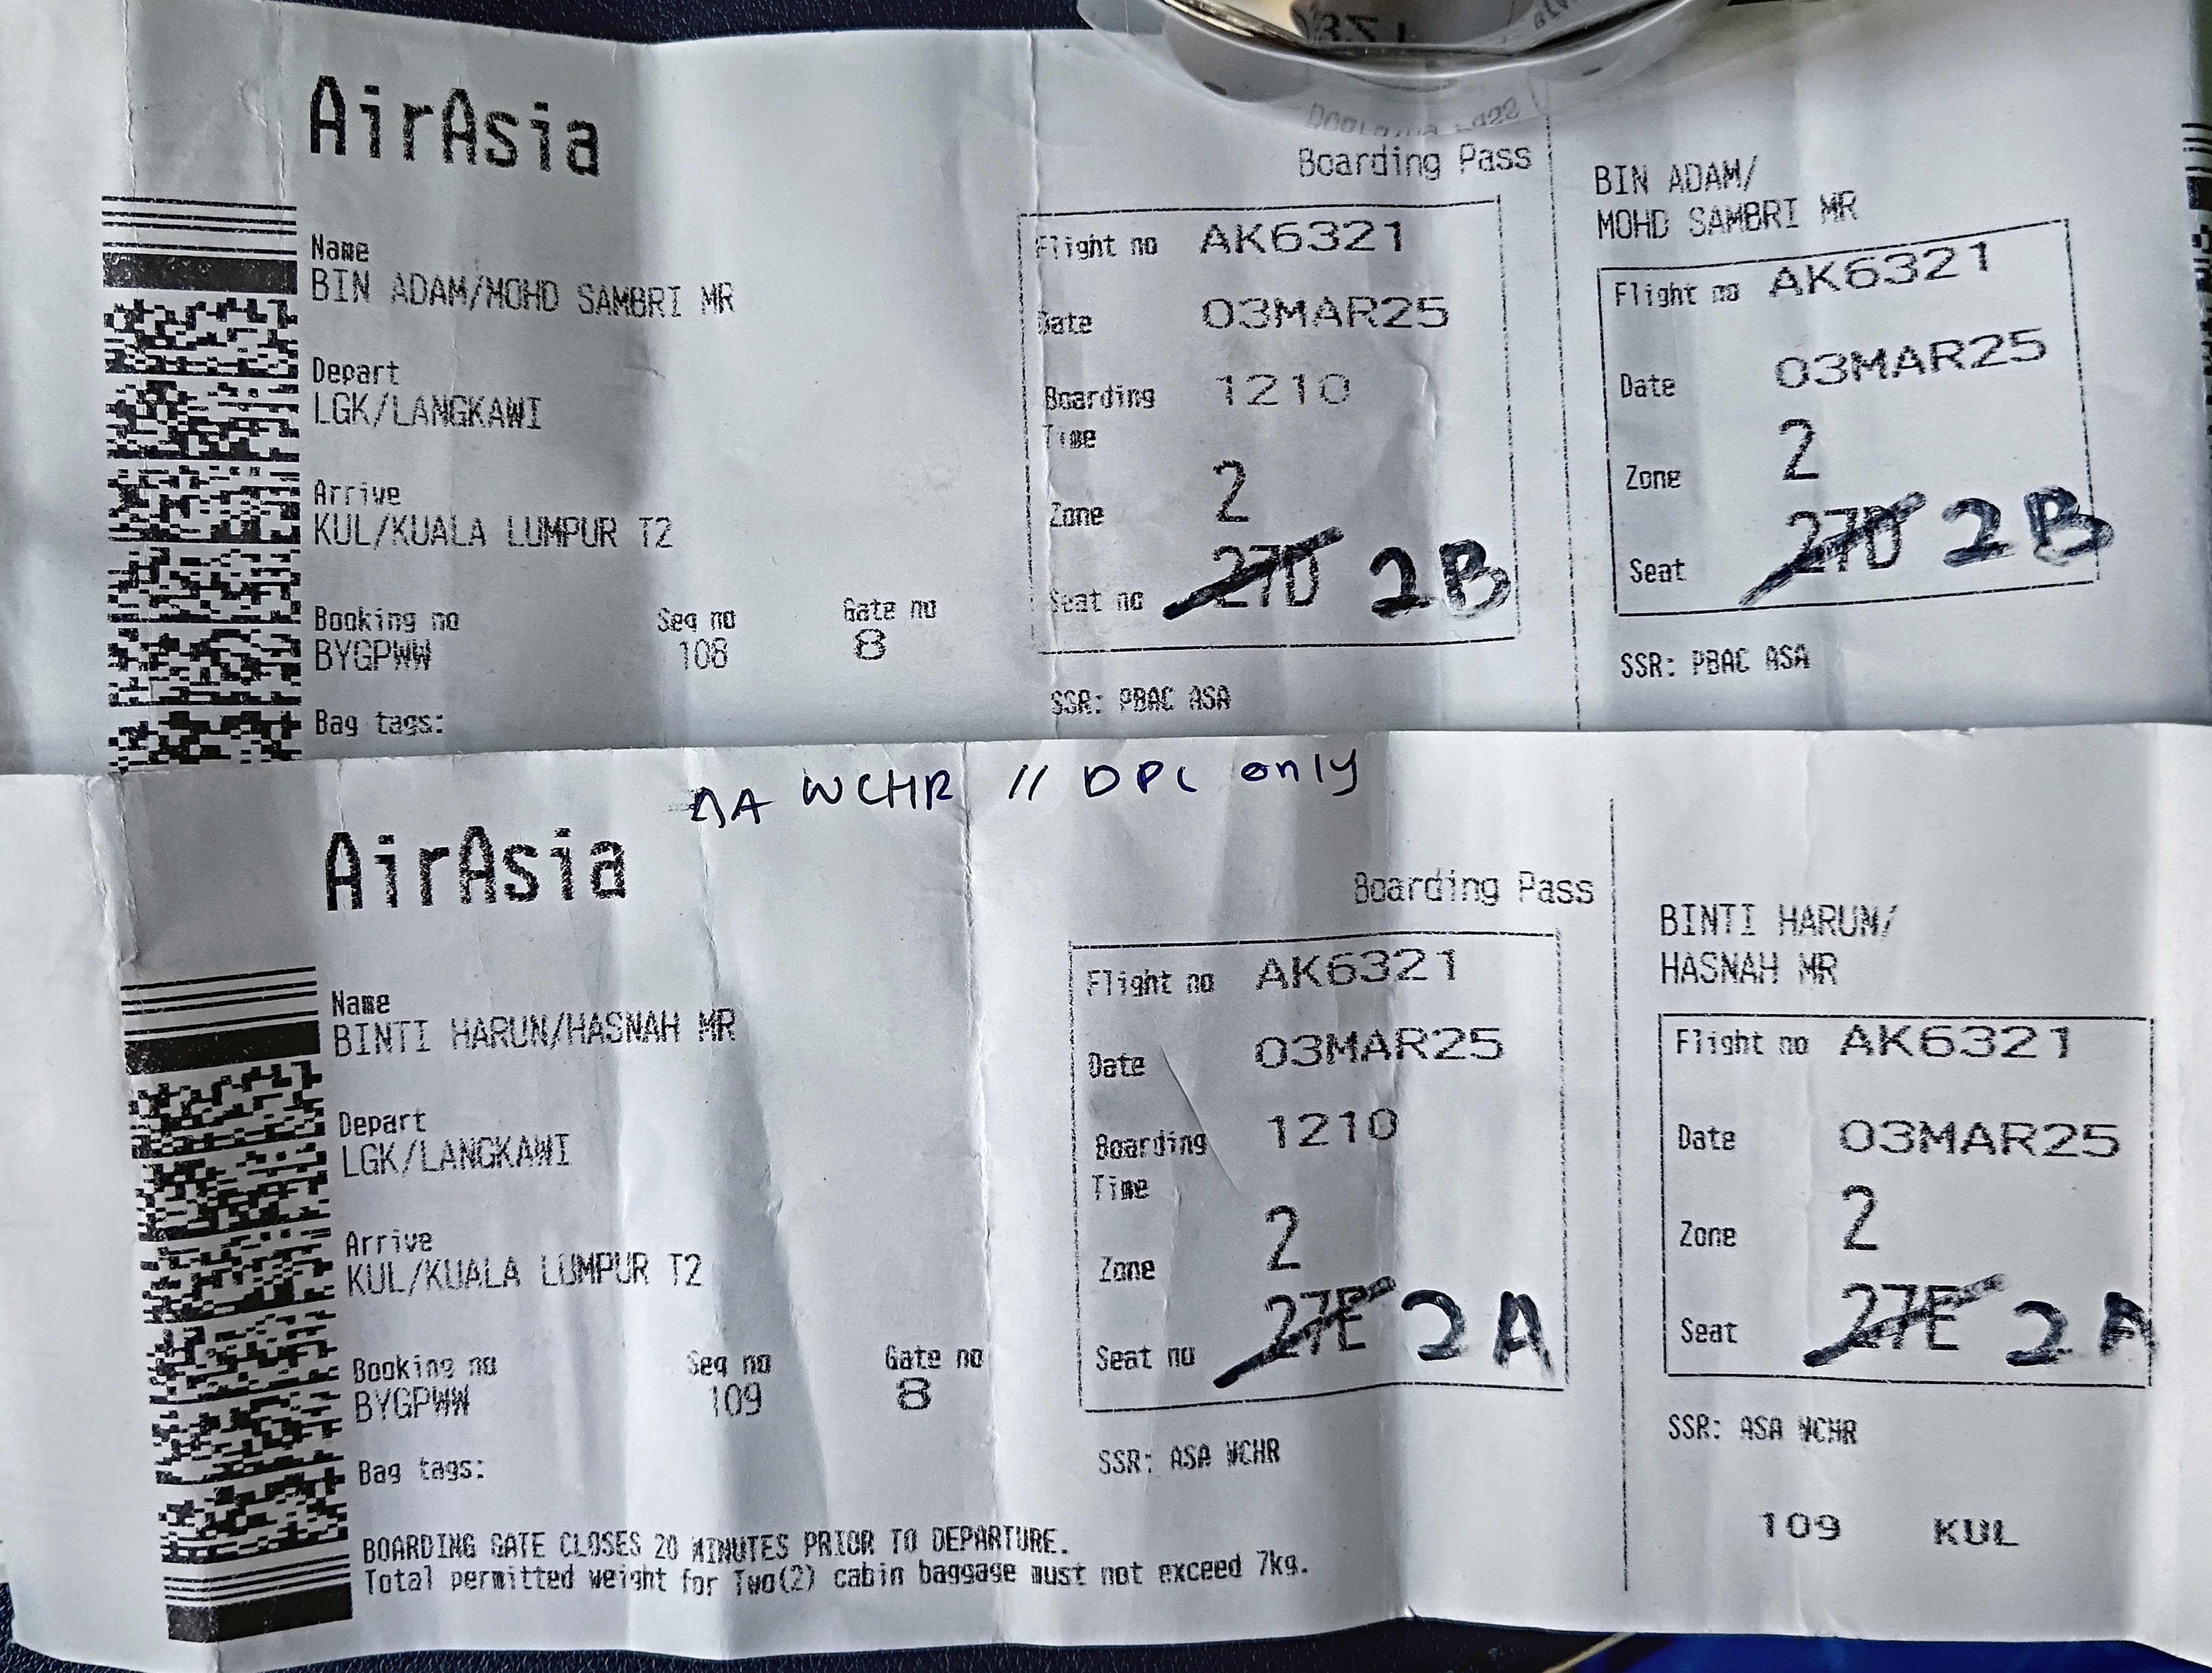 AirAsia
Boarding Pass
Name
BIN ADAM/MOHD SAMBRI MR
Depart
LGK/LANGKAWI
Arrive
KUL/KUALA LUMPUR T2
Booking no Seq no Gate no
BYGPWW 108 8
Bag tags:
Flight no AK6321
Date 03MAR25
Boarding Time 1210
Zone 2
Seat no 27D 2B
SSR: PBAC ASA
BIN ADAM/
MOHD SAMBRI MR
Flight no AK6321
Date 03MAR25
Zone 2
Seat 27D 2B
SSR: PBAC ASA
WCHR // DPC only
AirAsia
Boarding Pass
Name
BINTI HARUN/HASNAH MR
Depart
LGK/LANGKAWI
Arrive
KUL/KUALA LUMPUR T2
Booking no Seq no Gate no
BYGPWW 109 8
Bag tags:
BOARDING GATE CLOSES 20 MINUTES PRIOR TO DEPARTURE.
Total permitted weight for Two(2) cabin baggage must not exceed 7kg.
Flight no AK6321
Date 03MAR25
Boarding Time 1210
Zone 2
Seat no 27E 2A
SSR: ASA WCHR
BINTI HARUN/
HASNAH MR
Flight no AK6321
Date 03MAR25
Zone 2
Seat 27E 2A
SSR: ASA WCHR
109 KUL